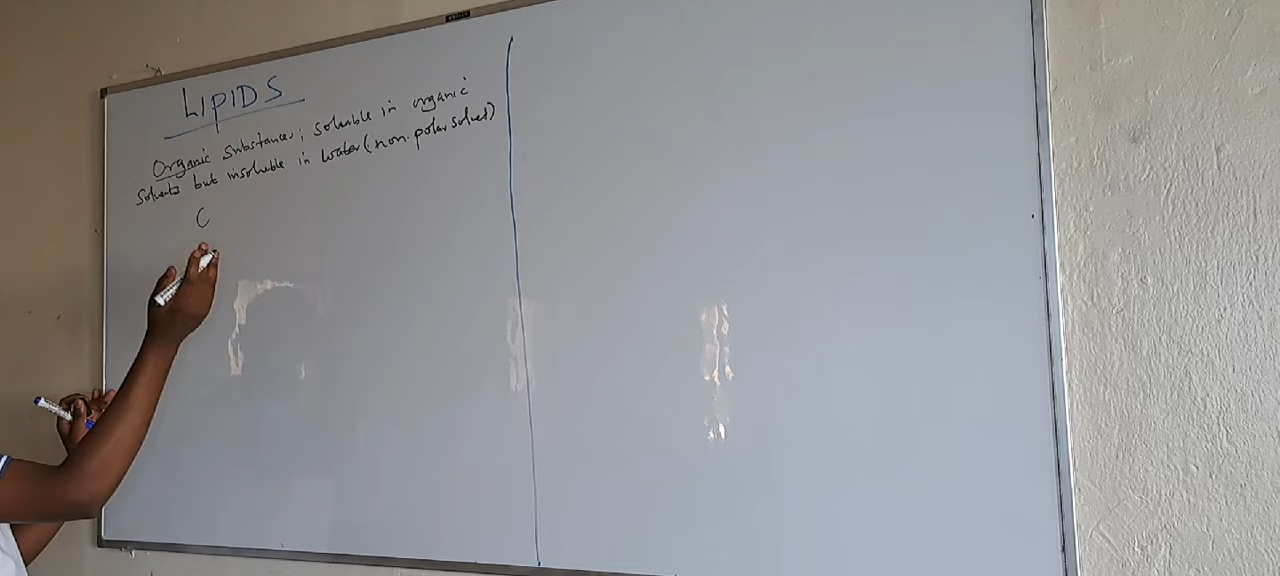 LIPIDS
Organic Substances; Soluble in organic
Solvents but insoluble in water (non-polar solvent)
C